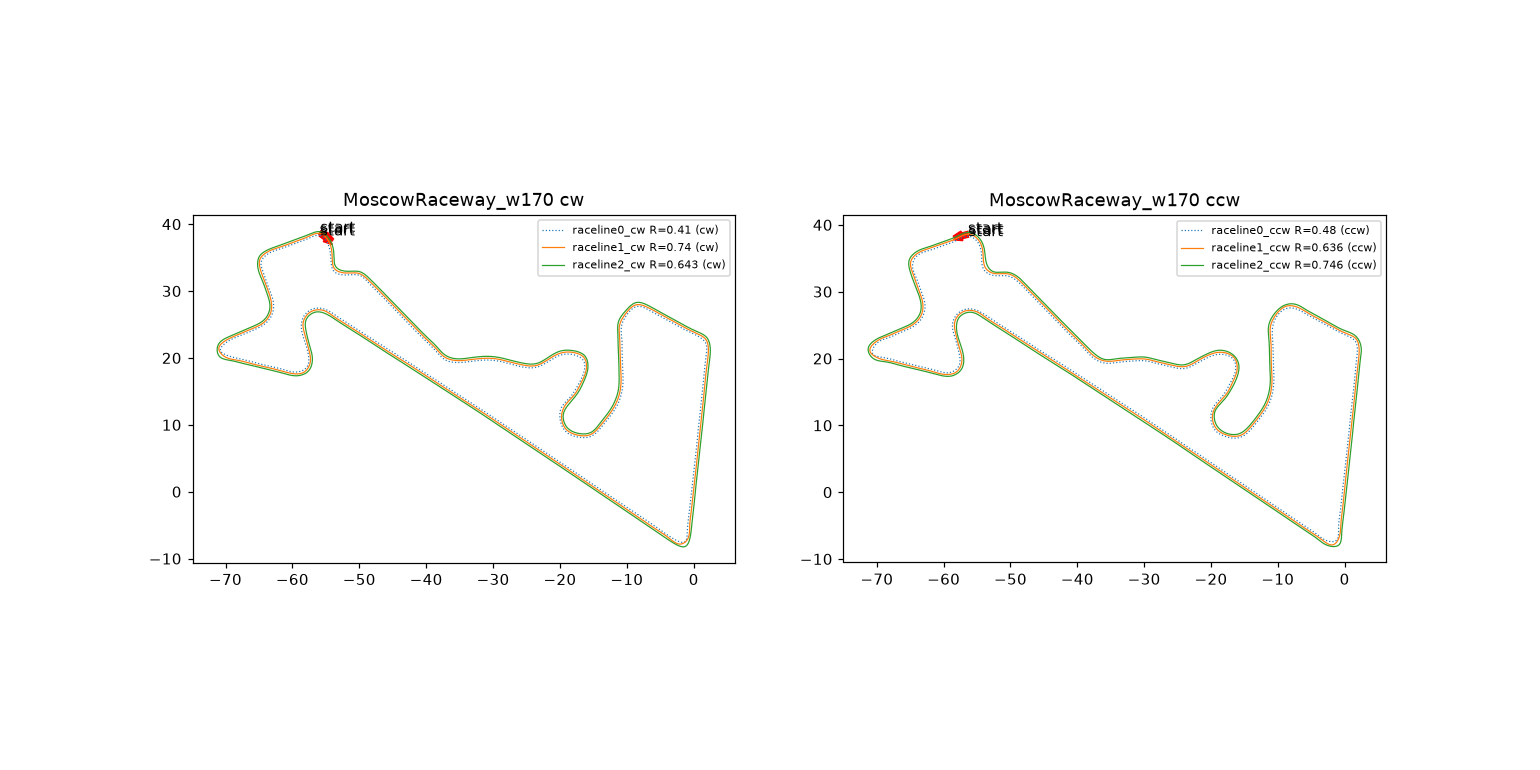 MoscowRaceway_w170 cw
start
start
raceline0_cw R=0.41 (cw)
raceline1_cw R=0.74 (cw)
raceline2_cw R=0.643 (cw)
40
30
20
10
0
−10
−70 −60 −50 −40 −30 −20 −10 0
MoscowRaceway_w170 ccw
start
start
raceline0_ccw R=0.48 (ccw)
raceline1_ccw R=0.636 (ccw)
raceline2_ccw R=0.746 (ccw)
40
30
20
10
0
−10
−70 −60 −50 −40 −30 −20 −10 0